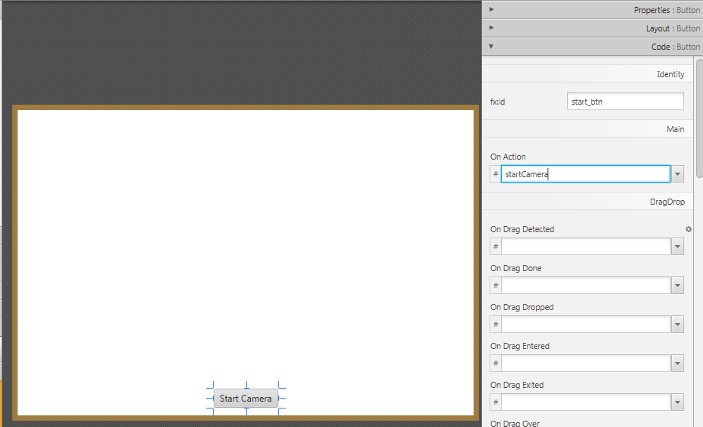 Properties : Button
Layout : Button
Code : Button
Identity
fx:id
start_btn
Main
On Action
# startCamera
DragDrop
On Drag Detected
#
On Drag Done
#
On Drag Dropped
#
On Drag Entered
#
On Drag Exited
#
On Drag Over
Start Camera